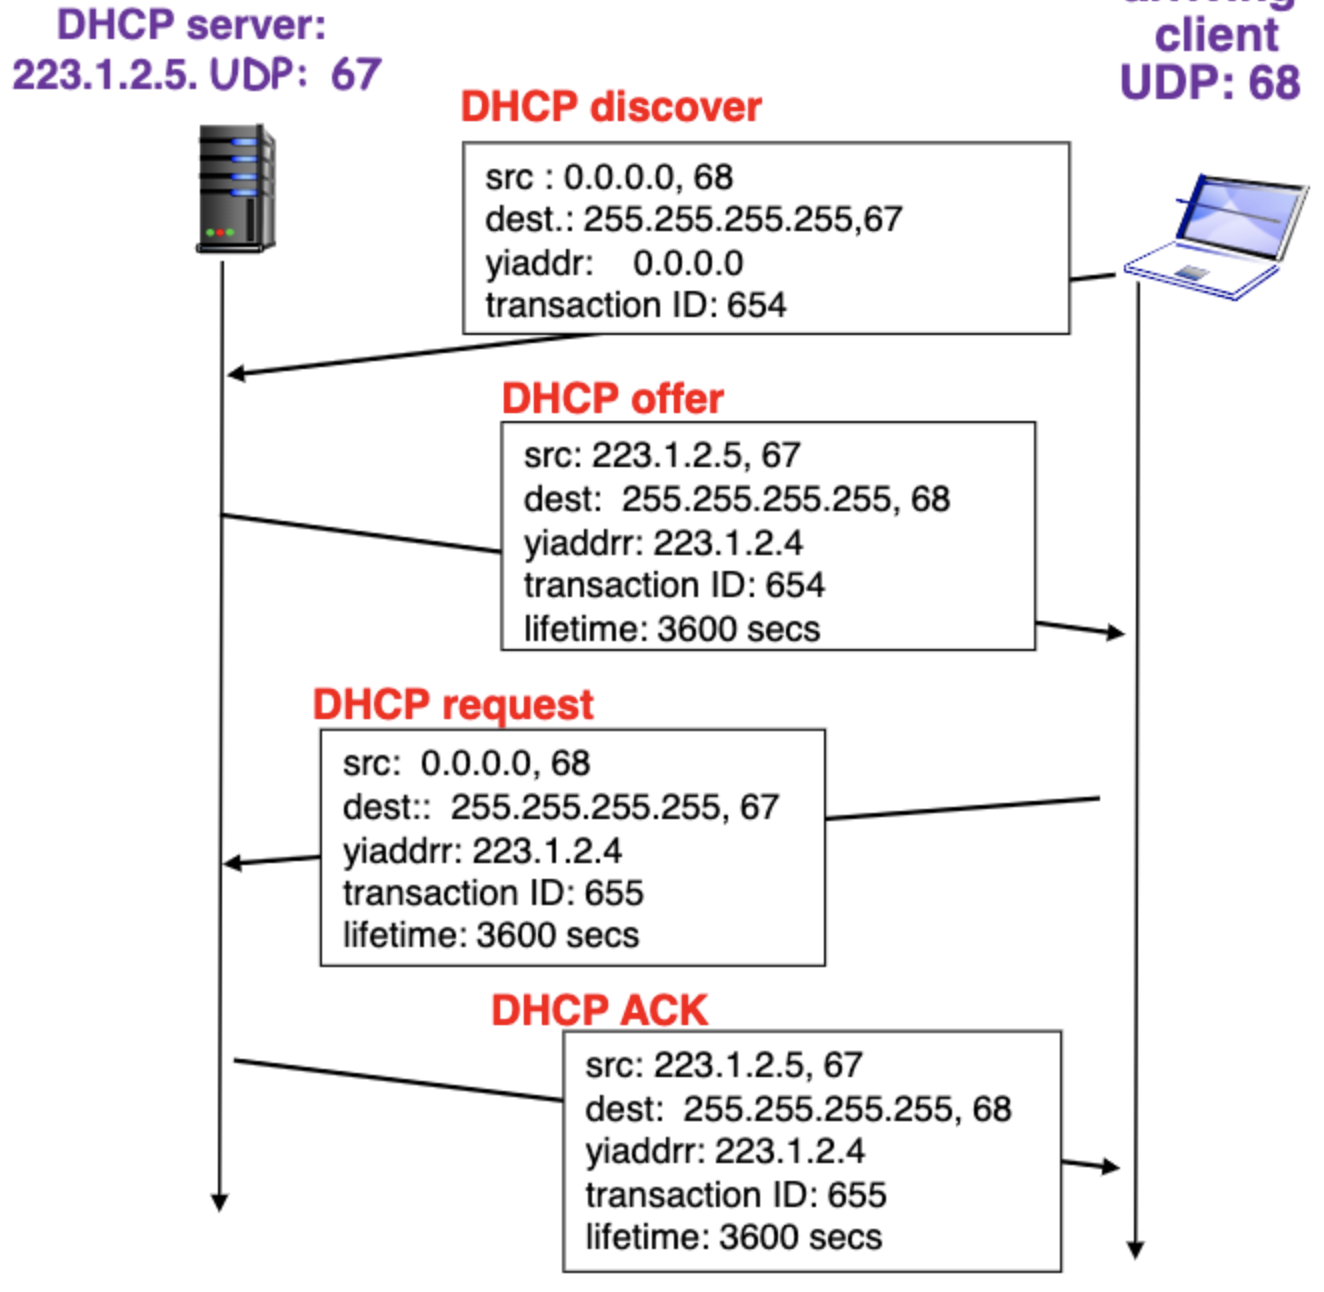 DHCP server:
223.1.2.5. UDP: 67
arriving
client
UDP: 68
DHCP discover
src : 0.0.0.0, 68
dest.: 255.255.255.255,67
yiaddr: 0.0.0.0
transaction ID: 654
DHCP offer
src: 223.1.2.5, 67
dest: 255.255.255.255, 68
yiaddrr: 223.1.2.4
transaction ID: 654
lifetime: 3600 secs
DHCP request
src: 0.0.0.0, 68
dest:: 255.255.255.255, 67
yiaddrr: 223.1.2.4
transaction ID: 655
lifetime: 3600 secs
DHCP ACK
src: 223.1.2.5, 67
dest: 255.255.255.255, 68
yiaddrr: 223.1.2.4
transaction ID: 655
lifetime: 3600 secs